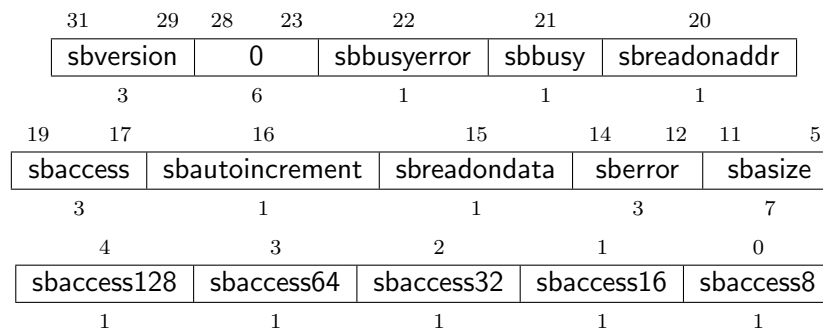 31 29 28 23 22 21 20
sbversion 0 sbbusyerror sbbusy sbreadonaddr
3 6 1 1 1
19 17 16 15 14 12 11 5
sbaccess sbautoincrement sbreadondata sberror sbasize
3 1 1 3 7
4 3 2 1 0
sbaccess128 sbaccess64 sbaccess32 sbaccess16 sbaccess8
1 1 1 1 1